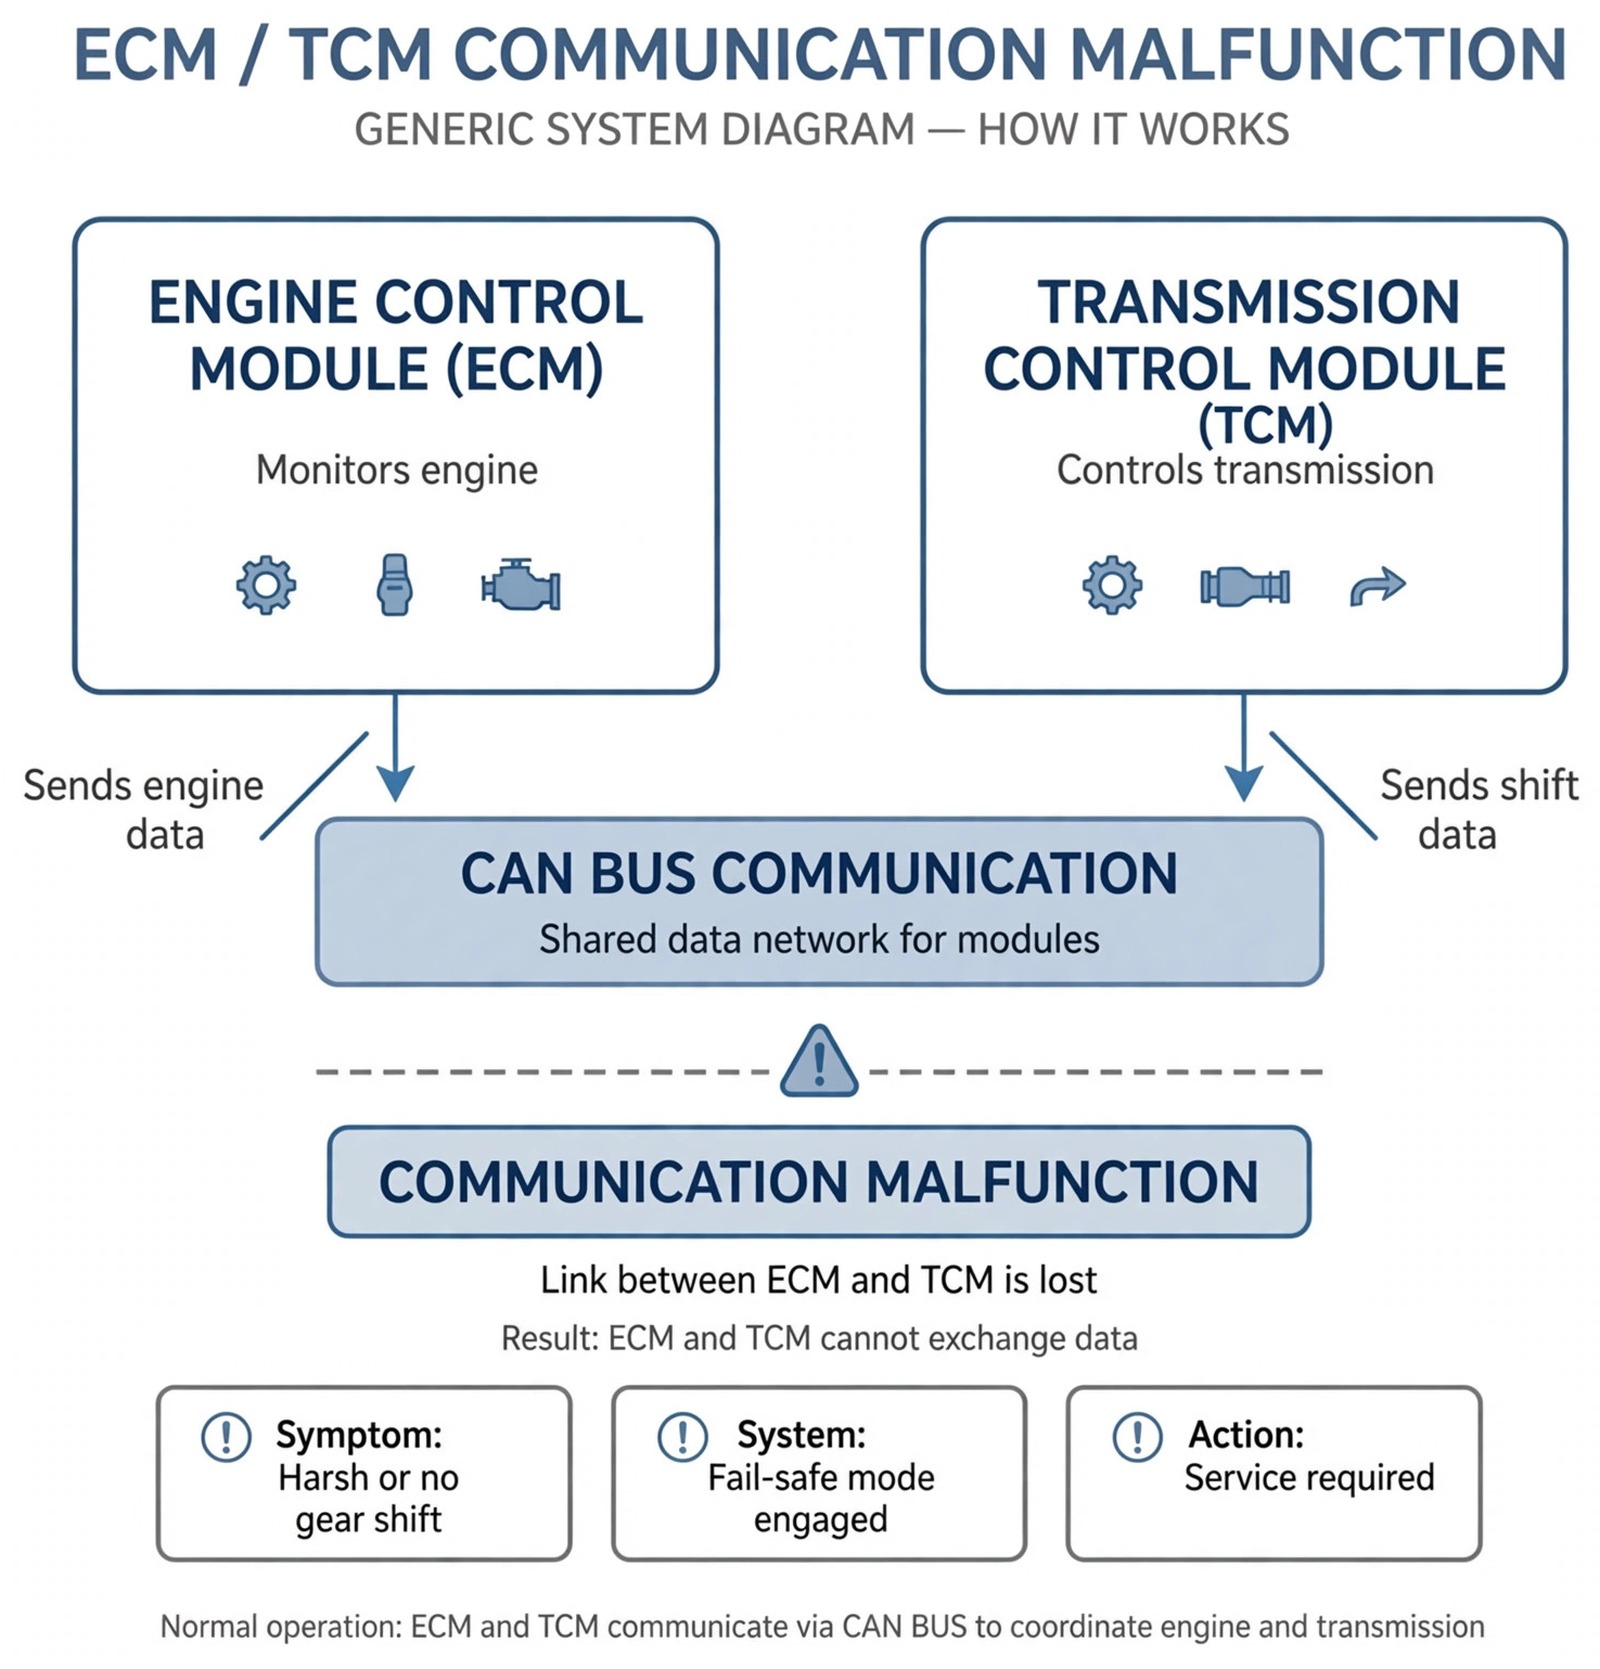 ECM / TCM COMMUNICATION MALFUNCTION
GENERIC SYSTEM DIAGRAM — HOW IT WORKS
ENGINE CONTROL
MODULE (ECM)
Monitors engine
TRANSMISSION
CONTROL MODULE
(TCM)
Controls transmission
Sends engine
data
Sends shift
data
CAN BUS COMMUNICATION
Shared data network for modules
COMMUNICATION MALFUNCTION
Link between ECM and TCM is lost
Result: ECM and TCM cannot exchange data
Symptom:
Harsh or no
gear shift
System:
Fail-safe mode
engaged
Action:
Service required
Normal operation: ECM and TCM communicate via CAN BUS to coordinate engine and transmission